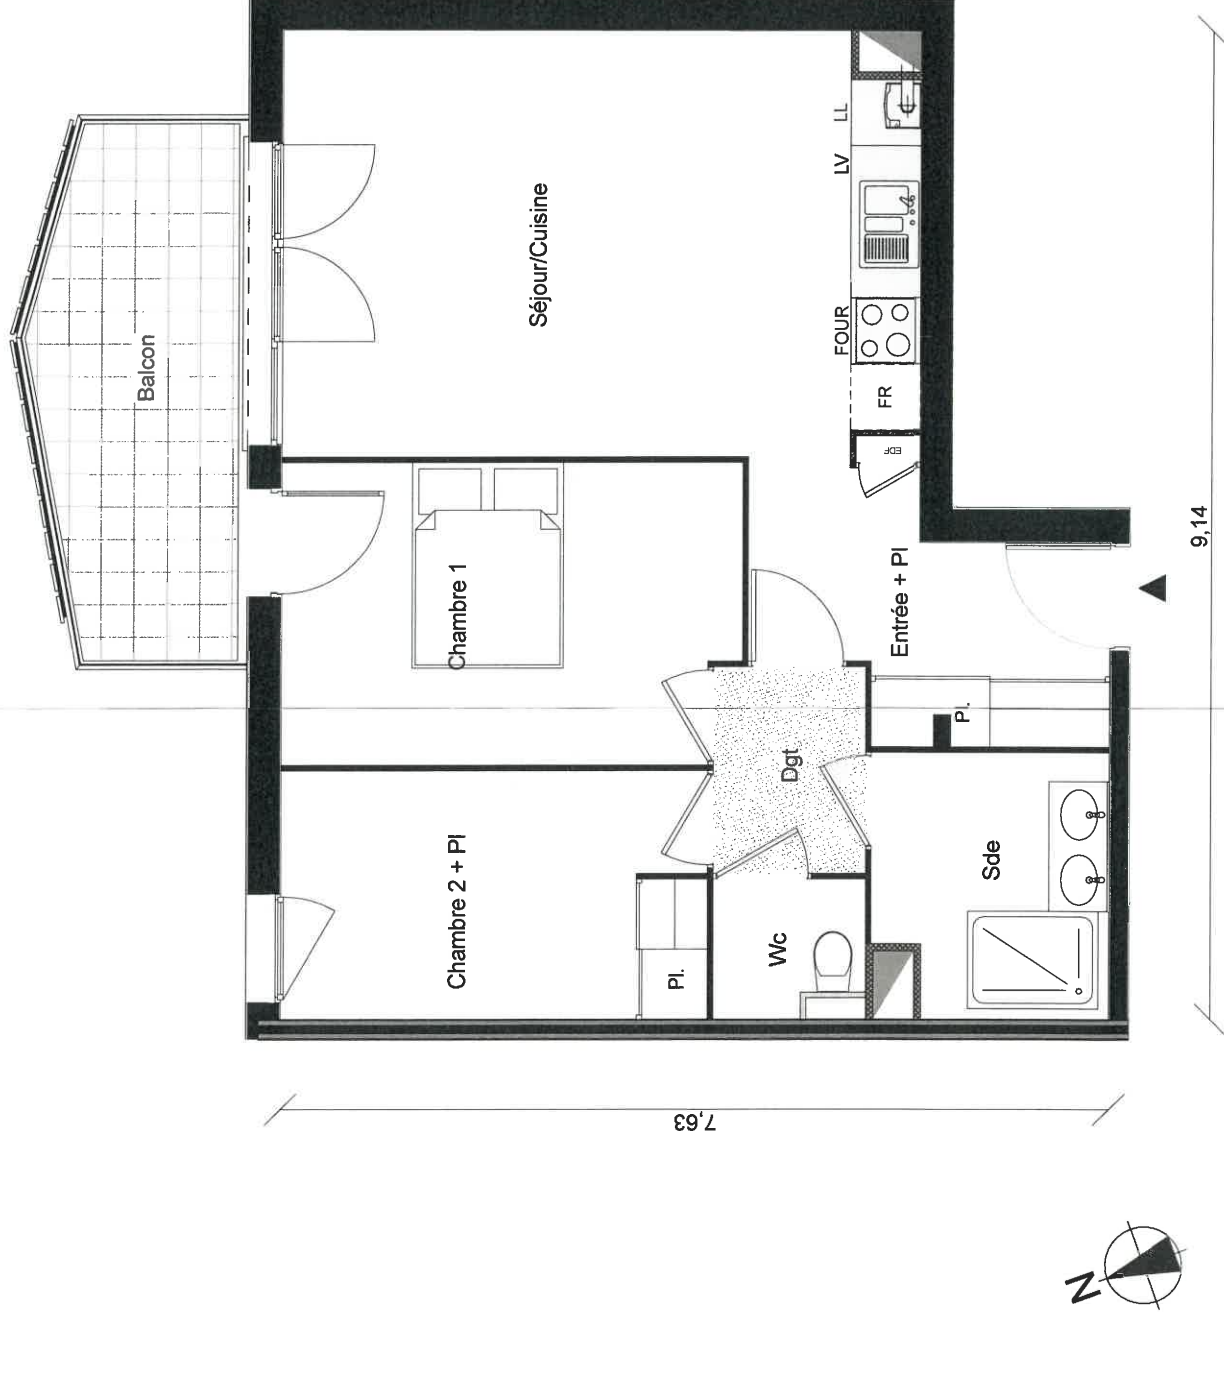 Balcon
Séjour/Cuisine
LL
LV
FOUR
FR
EDF
Chambre 1
Entrée + Pl
9,14
Pl.
Dgt
Chambre 2 + Pl
Sde
Wc
Pl.
7,63
N